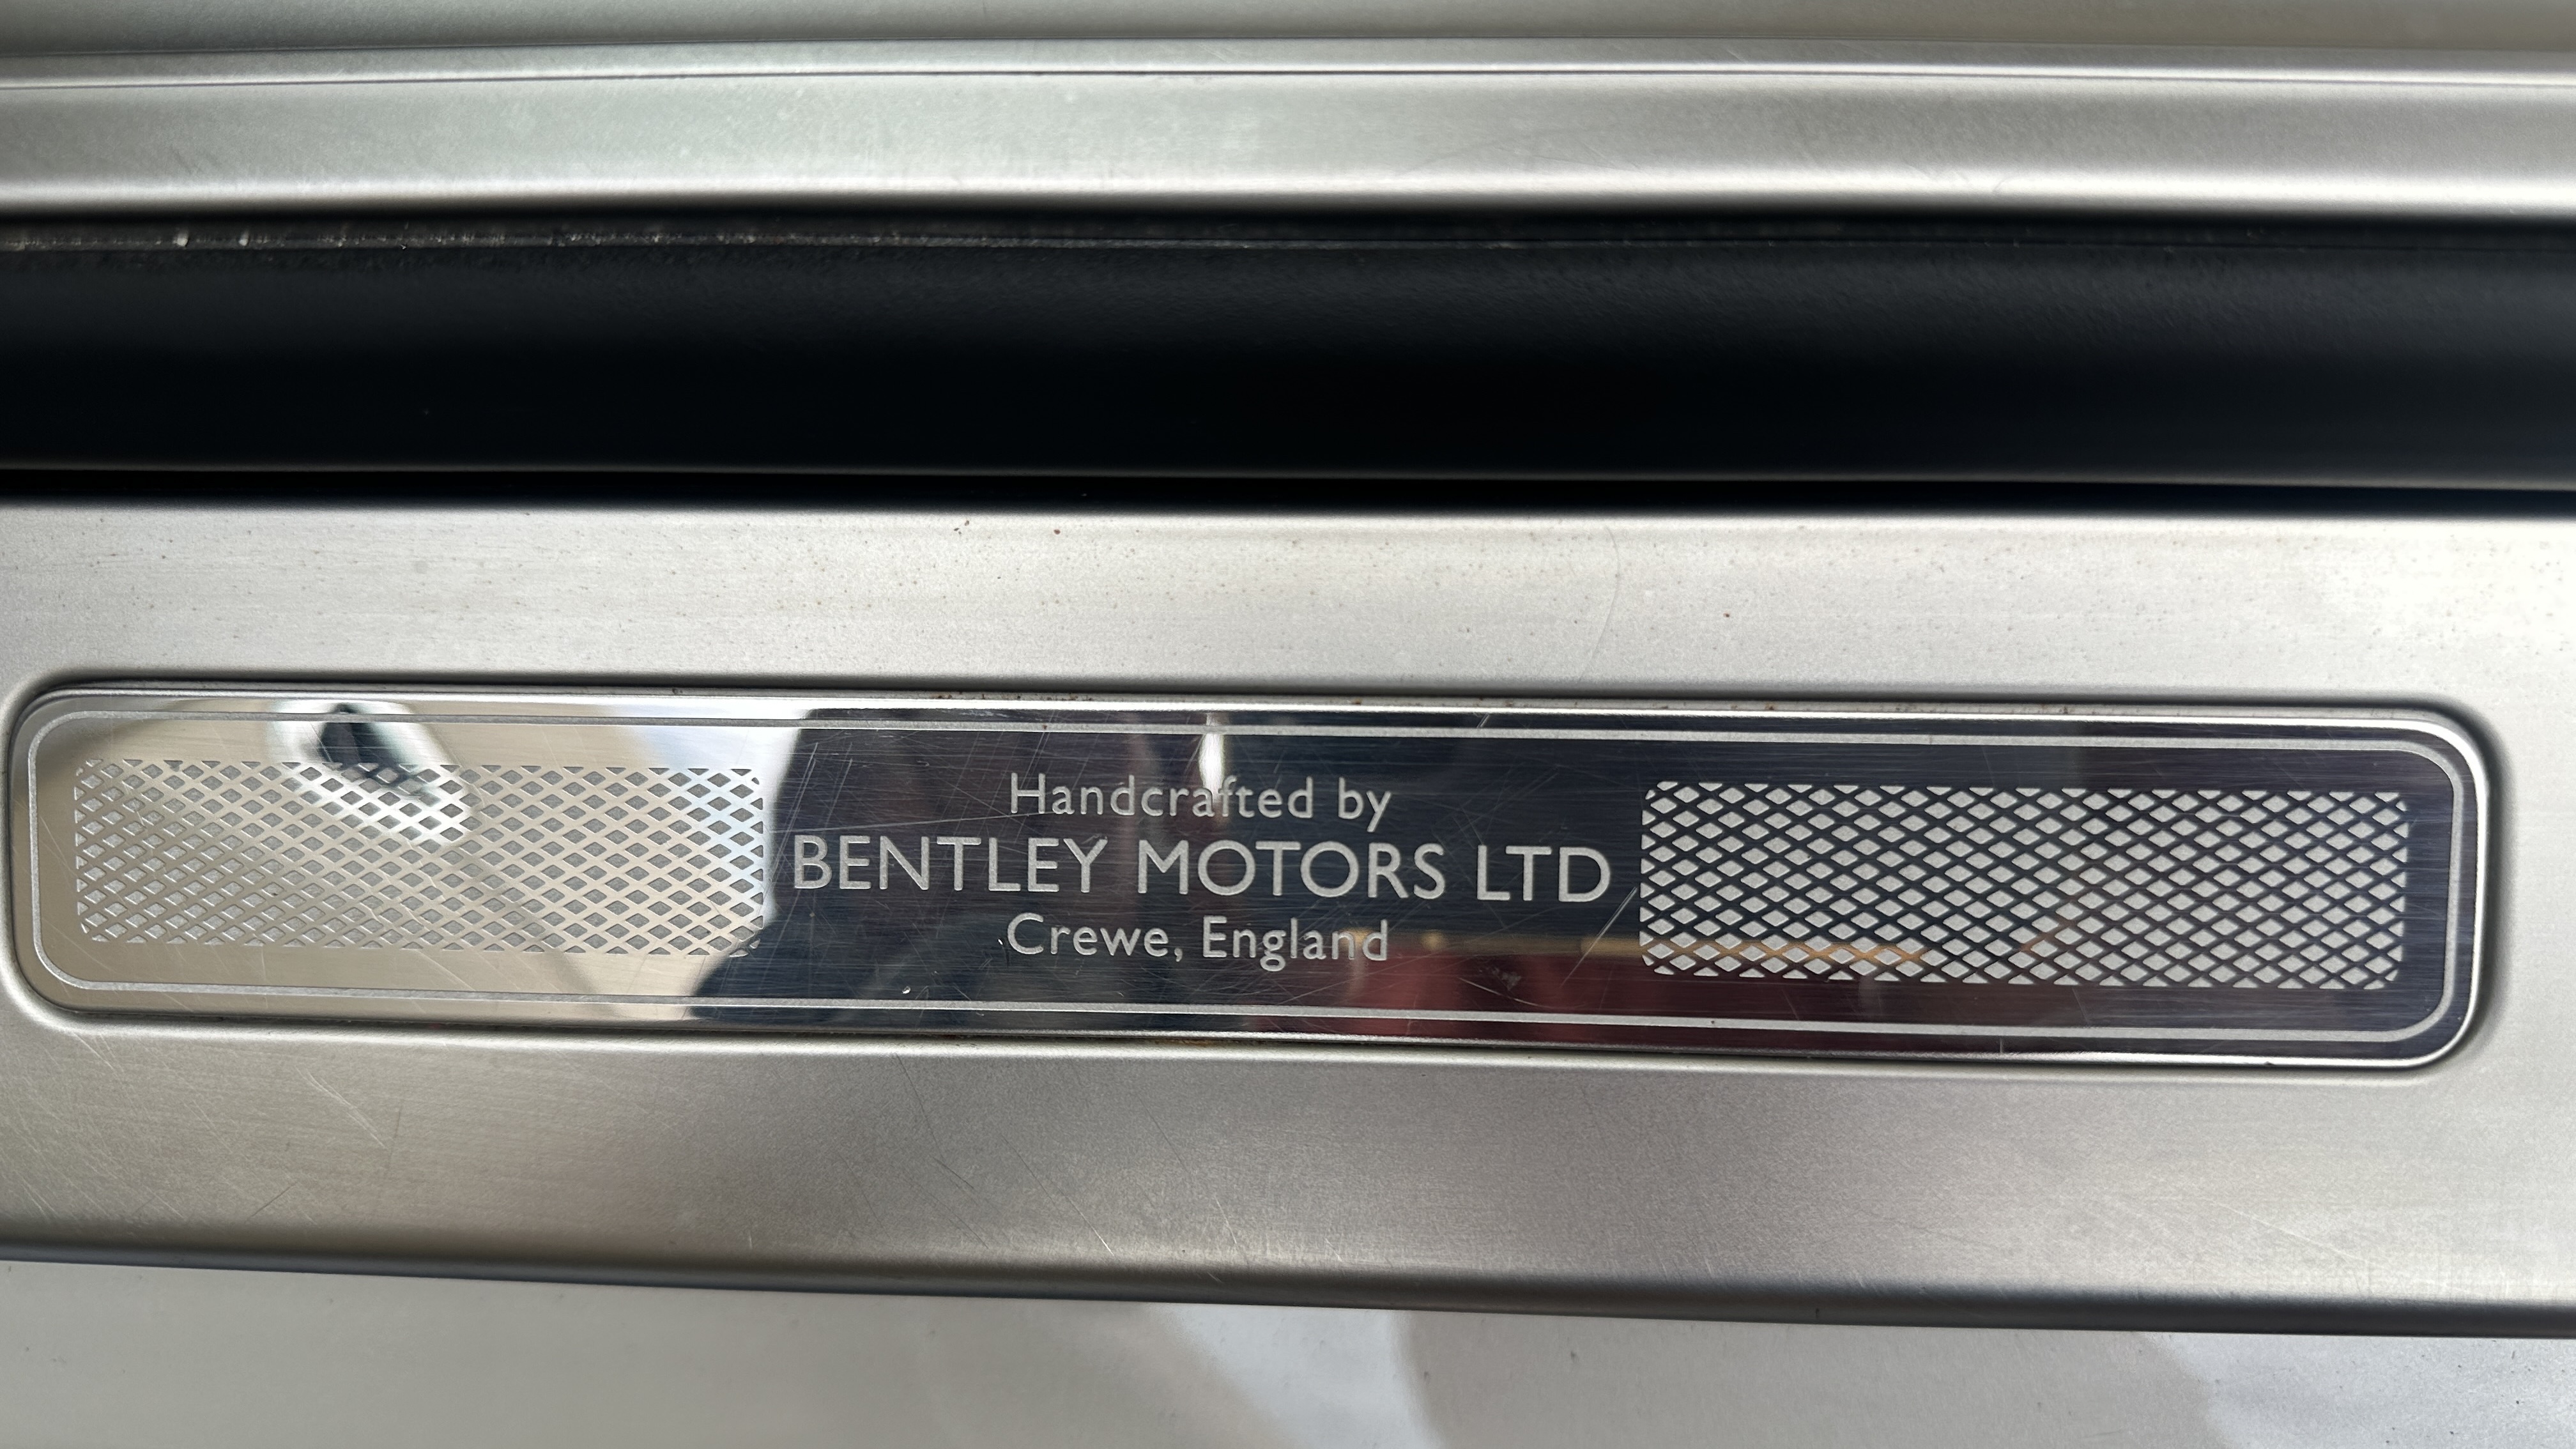 Handcrafted by
BENTLEY MOTORS LTD
Crewe, England